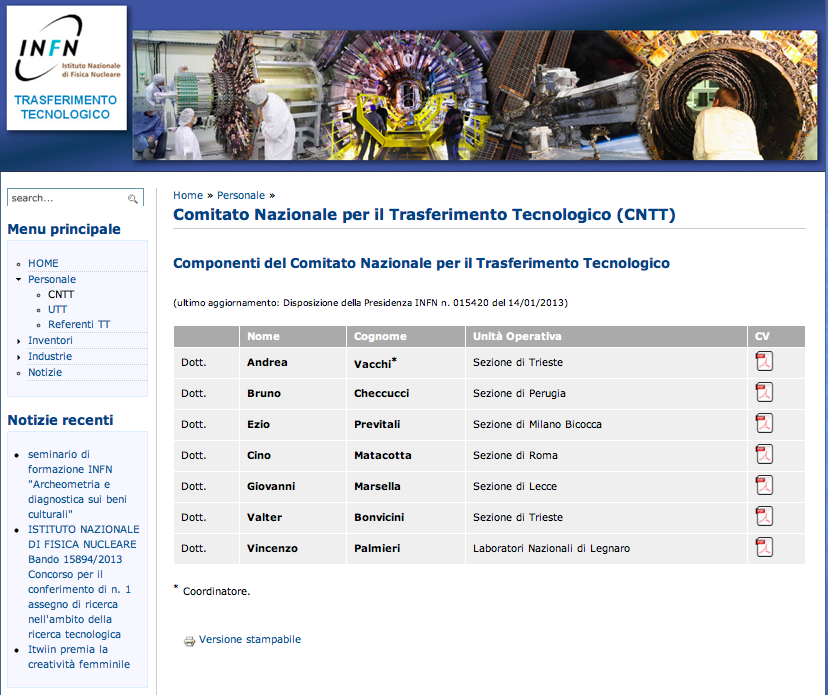 INFN
Istituto Nazionale
di Fisica Nucleare
TRASFERIMENTO
TECNOLOGICO
search...
Menu principale
HOME
Personale
CNTT
UTT
Referenti TT
Inventori
Industrie
Notizie
Notizie recenti
seminario di
formazione INFN
"Archeometria e
diagnostica sui beni
culturali"
ISTITUTO NAZIONALE
DI FISICA NUCLEARE
Bando 15894/2013
Concorso per il
conferimento di n. 1
assegno di ricerca
nell'ambito della
ricerca tecnologica
Itwiin premia la
creatività femminile
Home » Personale »
Comitato Nazionale per il Trasferimento Tecnologico (CNTT)
Componenti del Comitato Nazionale per il Trasferimento Tecnologico
(ultimo aggiornamento: Disposizione della Presidenza INFN n. 015420 del 14/01/2013)
Nome Cognome Unità Operativa CV
Dott. Andrea Vacchi* Sezione di Trieste
Dott. Bruno Checcucci Sezione di Perugia
Dott. Ezio Previtali Sezione di Milano Bicocca
Dott. Cino Matacotta Sezione di Roma
Dott. Giovanni Marsella Sezione di Lecce
Dott. Valter Bonvicini Sezione di Trieste
Dott. Vincenzo Palmieri Laboratori Nazionali di Legnaro
* Coordinatore.
Versione stampabile